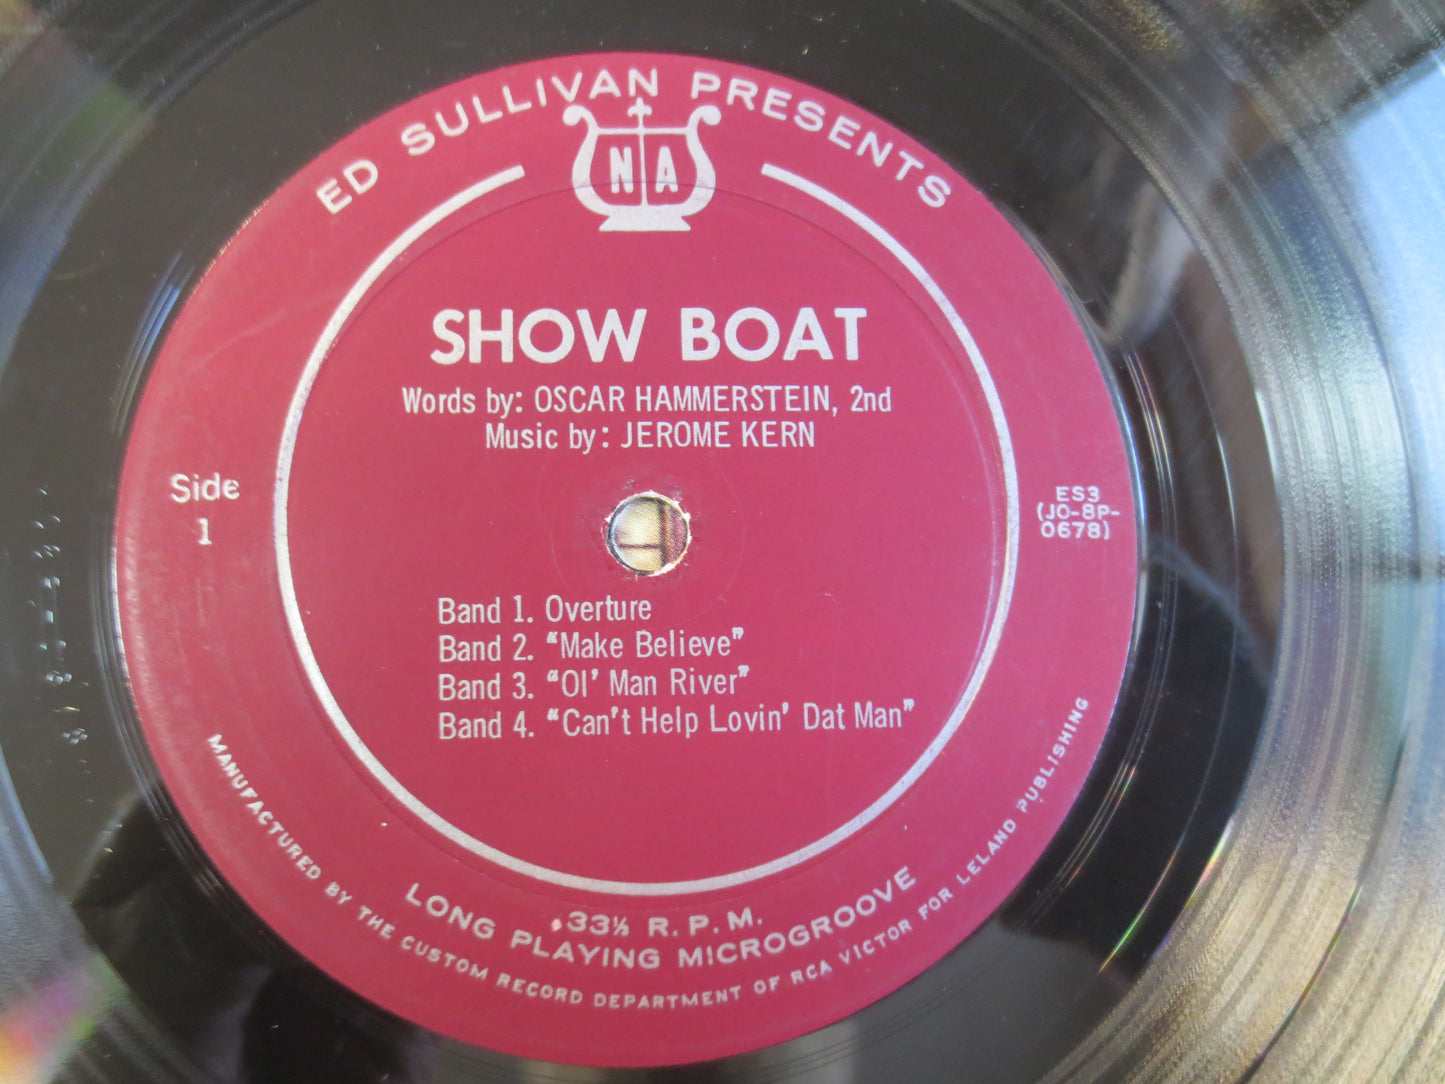 ED SULLIVAN PRESENTS
N A
SHOW BOAT
Words by: OSCAR HAMMERSTEIN, 2nd
Music by: JEROME KERN
Side
1
ES3
(JO-8P-
0678)
Band 1. Overture
Band 2. "Make Believe"
Band 3. "Ol' Man River"
Band 4. "Can't Help Lovin' Dat Man"
33⅓ R.P.M.
LONG PLAYING MICROGROOVE
MANUFACTURED BY THE CUSTOM RECORD DEPARTMENT OF RCA VICTOR FOR LELAND PUBLISHING